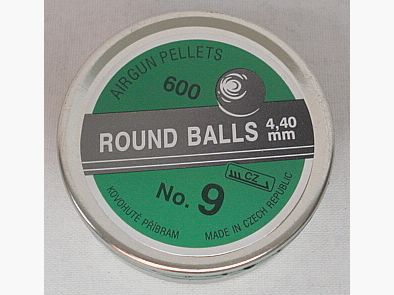 AIRGUN PELLETS
600
ROUND BALLS 4,40 mm
No. 9
CZ
KOVOHUTĚ PŘÍBRAM
MADE IN CZECH REPUBLIC